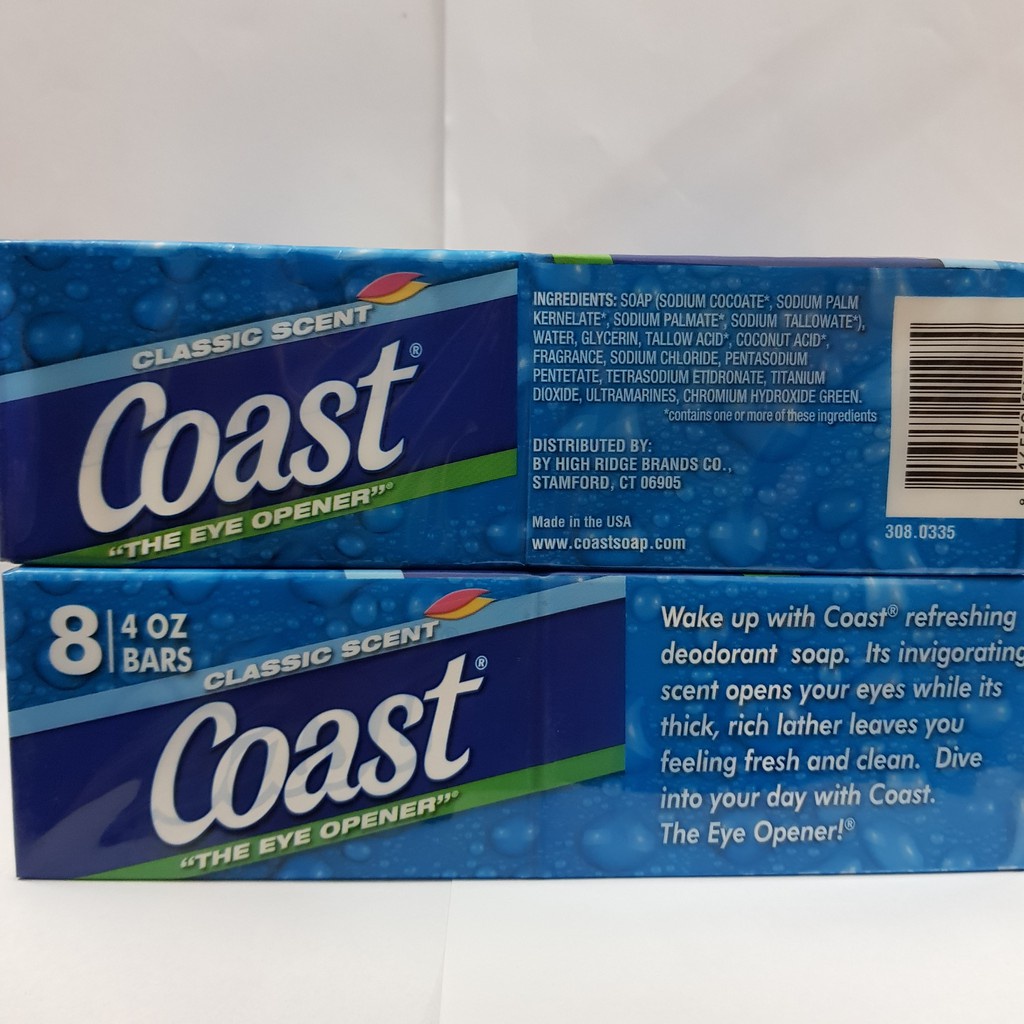 CLASSIC SCENT
Coast®
"THE EYE OPENER"®
INGREDIENTS: SOAP (SODIUM COCOATE*, SODIUM PALM
KERNELATE*, SODIUM PALMATE*, SODIUM TALLOWATE*),
WATER, GLYCERIN, TALLOW ACID*, COCONUT ACID*,
FRAGRANCE, SODIUM CHLORIDE, PENTASODIUM
PENTETATE, TETRASODIUM ETIDRONATE, TITANIUM
DIOXIDE, ULTRAMARINES, CHROMIUM HYDROXIDE GREEN.
*contains one or more of these ingredients
DISTRIBUTED BY:
BY HIGH RIDGE BRANDS CO.,
STAMFORD, CT 06905
Made in the USA
www.coastsoap.com
308.0335
8 4 OZ
BARS
CLASSIC SCENT
Coast®
"THE EYE OPENER"®
Wake up with Coast® refreshing
deodorant soap. Its invigorating
scent opens your eyes while its
thick, rich lather leaves you
feeling fresh and clean. Dive
into your day with Coast.
The Eye Opener!®